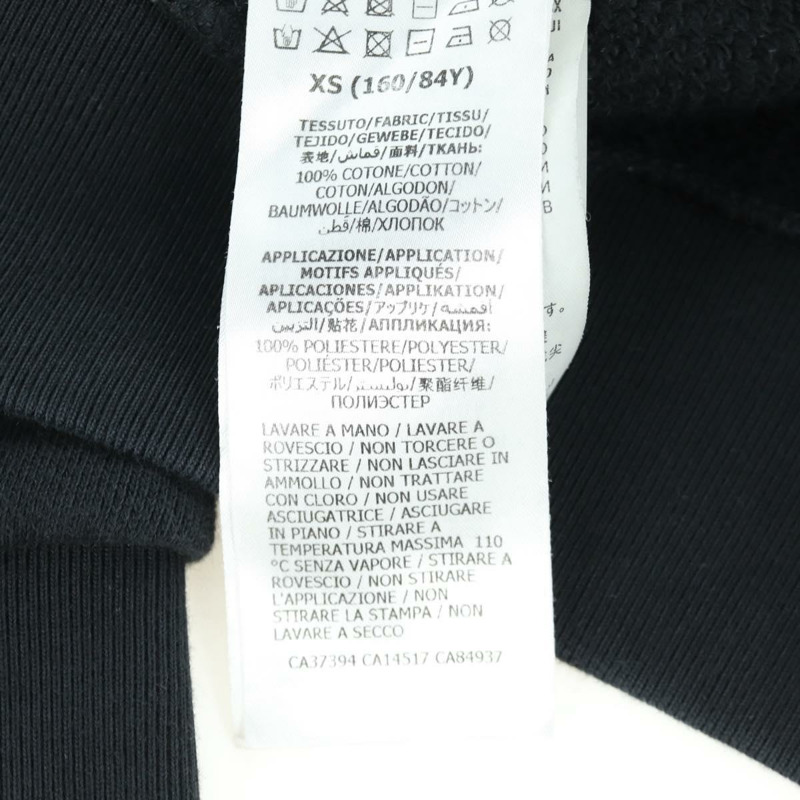 XS (160/84Y)
TESSUTO/FABRIC/TISSU/
TEJIDO/GEWEBE/TECIDO/
表地/قماش/面料/ТКАНЬ:
100% COTONE/COTTON/
COTON/ALGODON/
BAUMWOLLE/ALGODÃO/コットン/
قطن/棉/ХЛОПОК
APPLICAZIONE/APPLICATION/
MOTIFS APPLIQUÉS/
APLICACIONES/APPLIKATION/
APLICAÇÕES/アップリケ/
贴花/АППЛИКАЦИЯ:
100% POLIESTERE/POLYESTER/
POLIÉSTER/POLIESTER/
ポリエステル/بوليستر/聚酯纤维/
ПОЛИЭСТЕР
LAVARE A MANO / LAVARE A
ROVESCIO / NON TORCERE O
STRIZZARE / NON LASCIARE IN
AMMOLLO / NON TRATTARE
CON CLORO / NON USARE
ASCIUGATRICE / ASCIUGARE
IN PIANO / STIRARE A
TEMPERATURA MASSIMA 110
°C SENZA VAPORE / STIRARE A
ROVESCIO / NON STIRARE
L'APPLICAZIONE / NON
STIRARE LA STAMPA / NON
LAVARE A SECCO
CA37394 CA14517 CA84937